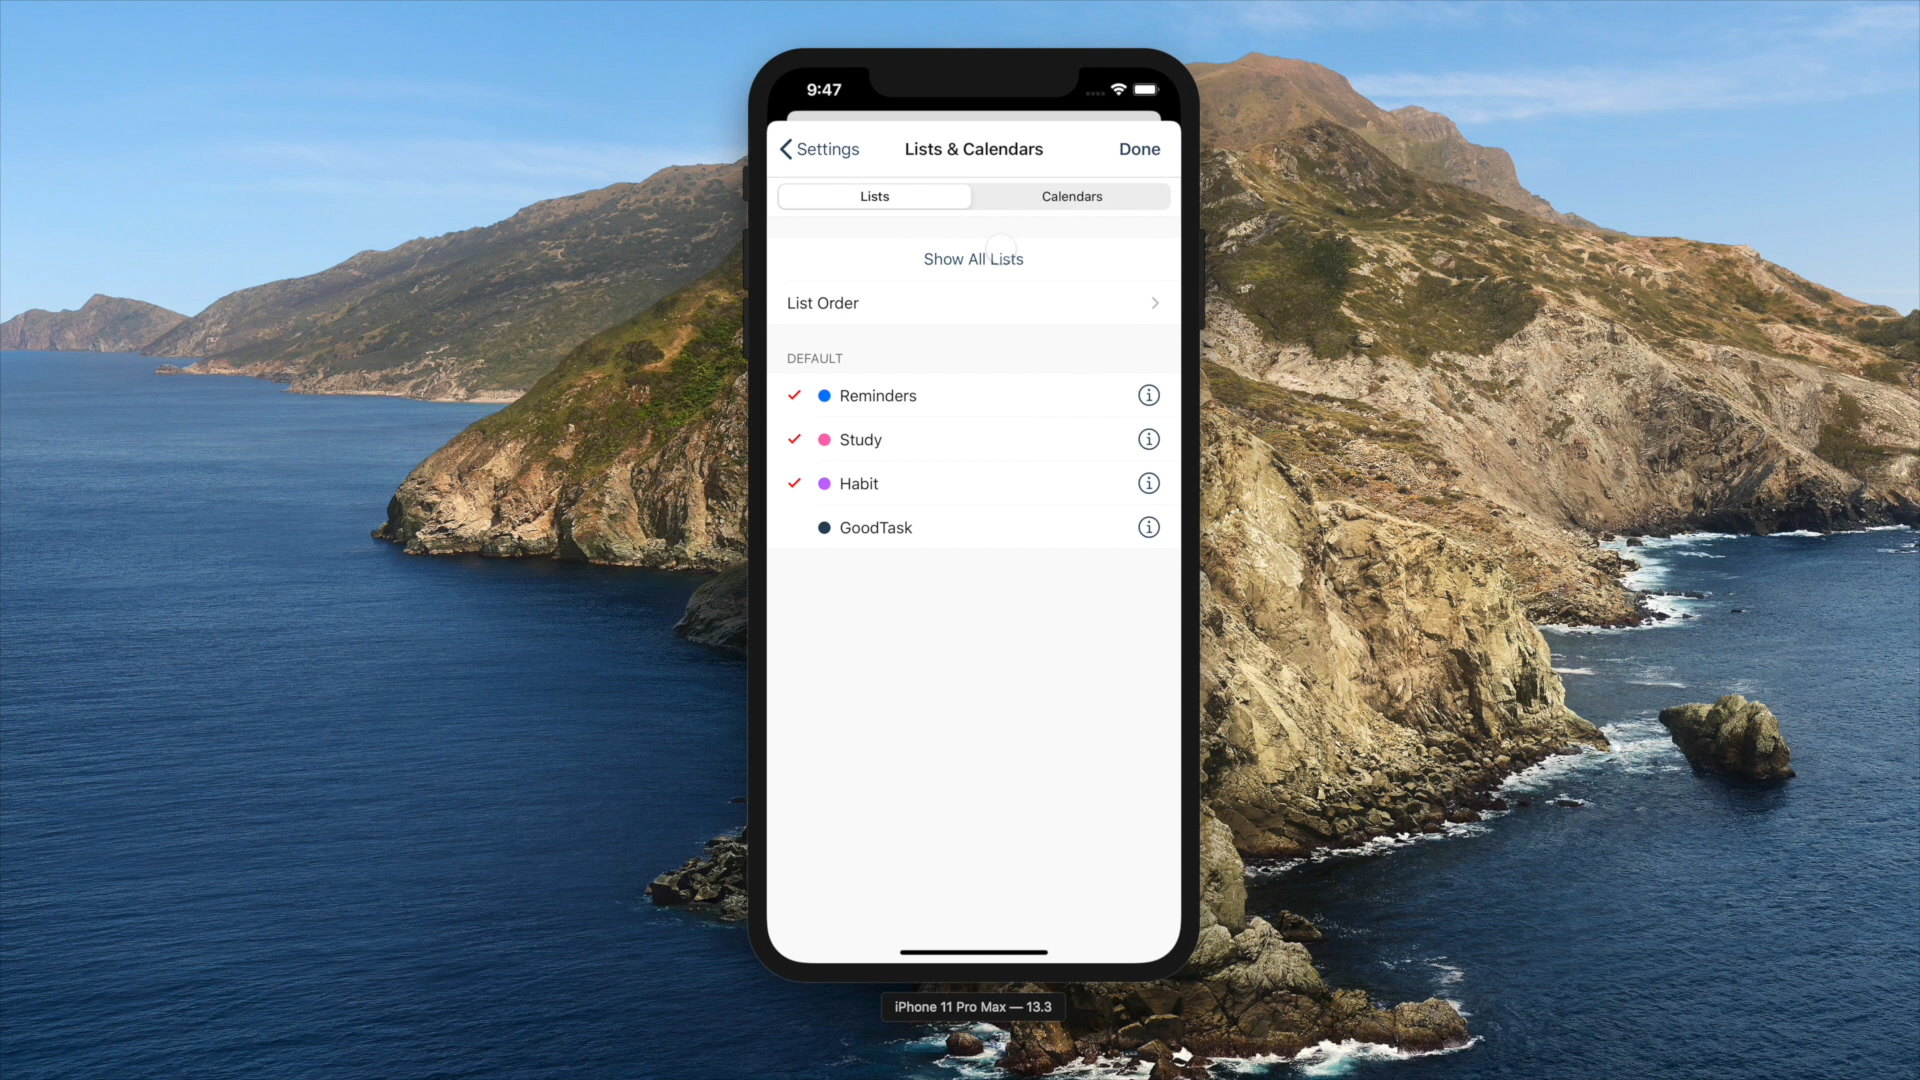 9:47
Settings
Lists & Calendars
Done
Lists
Calendars
Show All Lists
List Order
DEFAULT
Reminders
Study
Habit
GoodTask
iPhone 11 Pro Max — 13.3